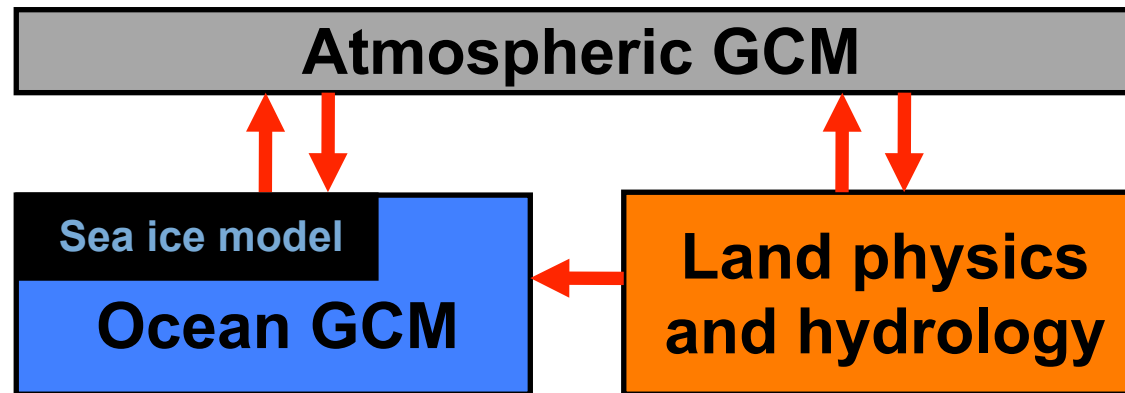 Atmospheric GCM
Sea ice model
Ocean GCM
Land physics
and hydrology